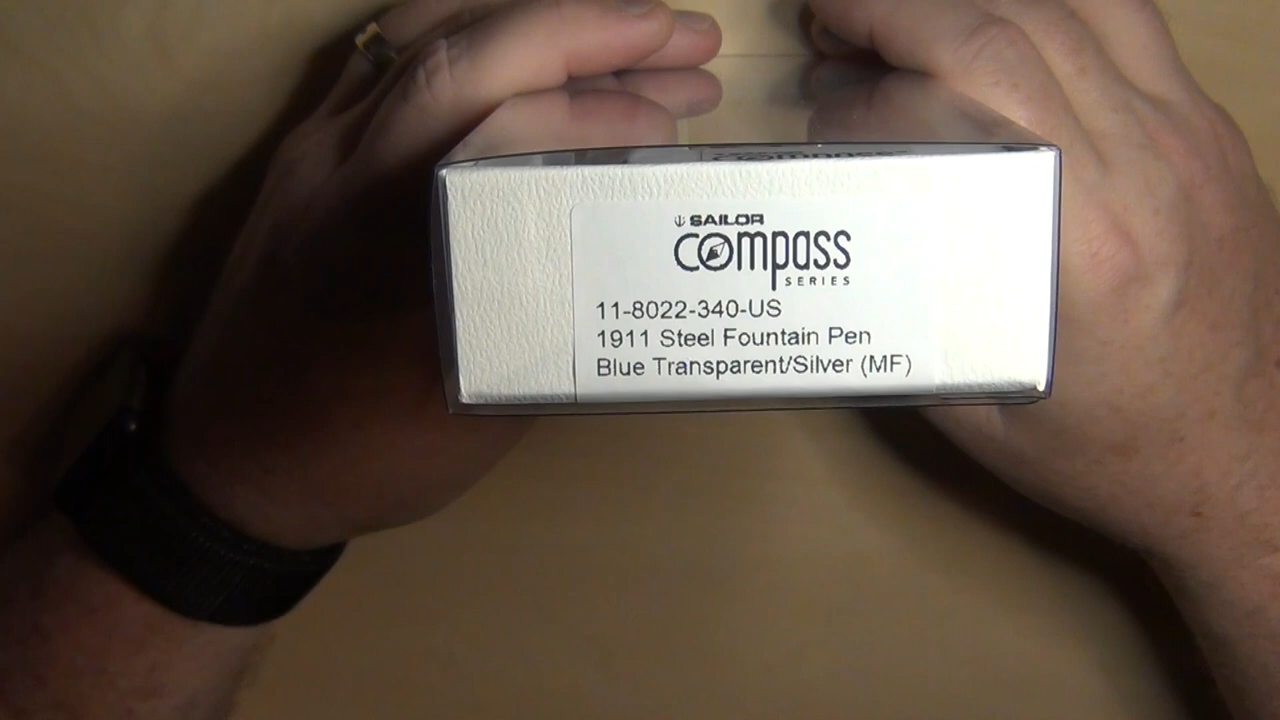 SAILOR
compass
SERIES
11-8022-340-US
1911 Steel Fountain Pen
Blue Transparent/Silver (MF)